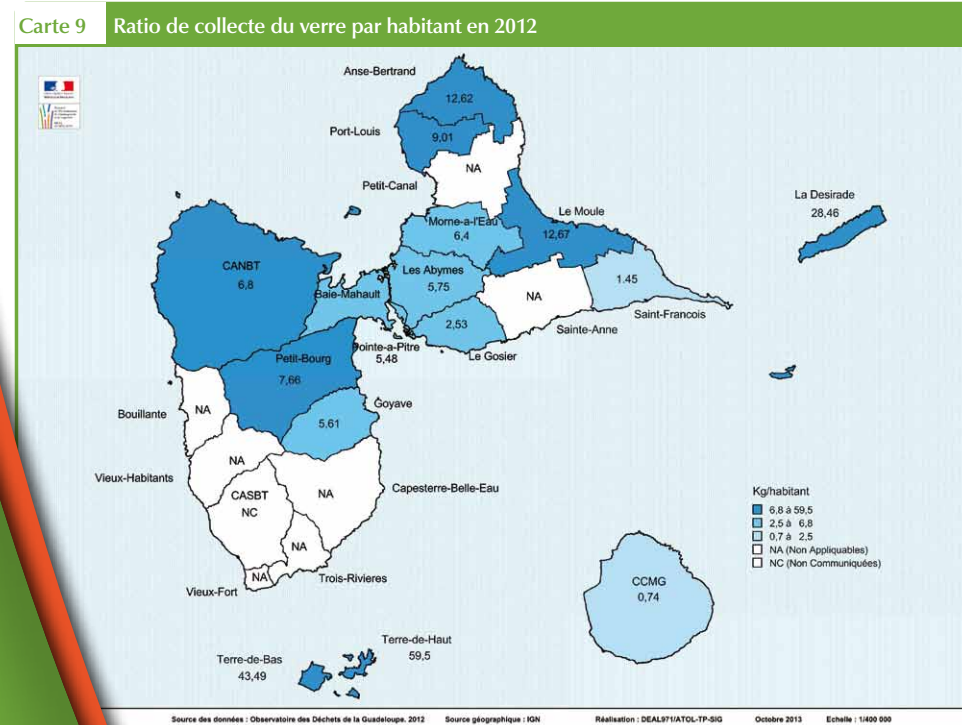 Carte 9 Ratio de collecte du verre par habitant en 2012
Anse-Bertrand
12,62
Port-Louis
9,01
NA
Petit-Canal
La Desirade
28,46
Le Moule
12,67
Morne-a-l'Eau
6,4
CANBT
6,8
Les Abymes
5,75
Baie-Mahault
NA
1.45
Saint-Francois
Sainte-Anne
2,53
Le Gosier
Pointe-a-Pitre
5,48
Petit-Bourg
7,66
Goyave
5.61
Bouillante
NA
Vieux-Habitants
NA
CASBT
NC
NA
Capesterre-Belle-Eau
NA
Trois-Rivieres
NA
Vieux-Fort
Kg/habitant
6,8 à 59,5
2,5 à 6,8
0,7 à 2,5
NA (Non Appliquables)
NC (Non Communiquées)
CCMG
0,74
Terre-de-Haut
59,5
Terre-de-Bas
43,49
Source des données : Observatoire des Déchets de la Guadeloupe. 2012 Source géographique : IGN Réalisation : DEAL971/ATOL-TP-SIG Octobre 2013 Echelle : 1/400 000